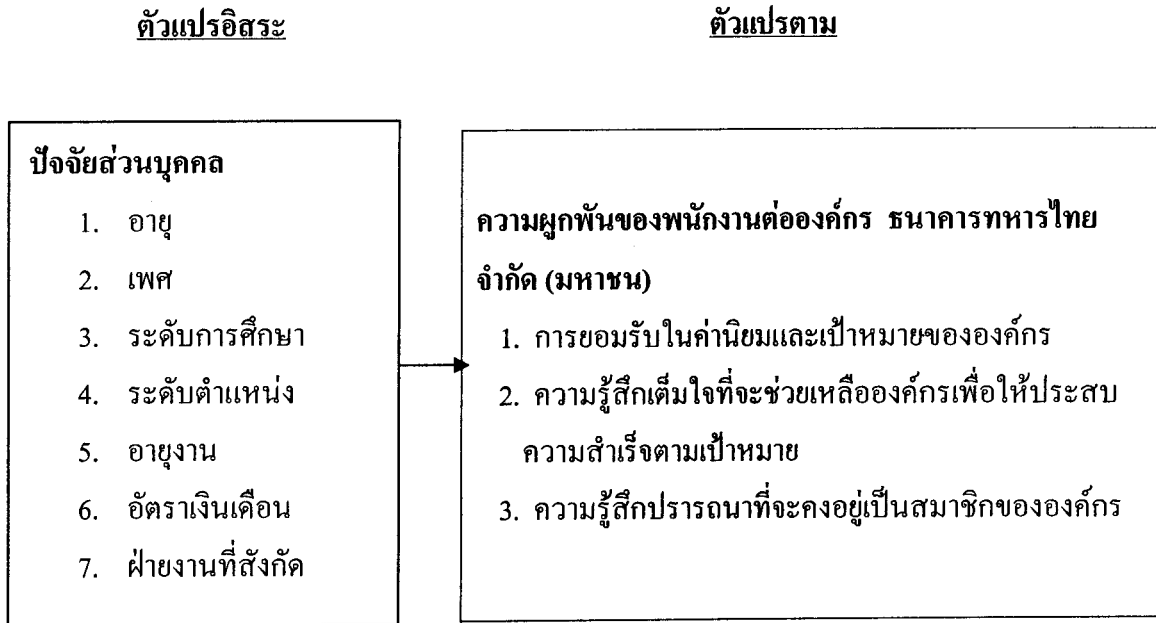 ตัวแปรอิสระ
ตัวแปรตาม
ปัจจัยส่วนบุคคล
1. อายุ
2. เพศ
3. ระดับการศึกษา
4. ระดับตำแหน่ง
5. อายุงาน
6. อัตราเงินเดือน
7. ฝ่ายงานที่สังกัด
ความผูกพันของพนักงานต่อองค์กร ธนาคารทหารไทย
จำกัด (มหาชน)
1. การยอมรับในค่านิยมและเป้าหมายขององค์กร
2. ความรู้สึกเต็มใจที่จะช่วยเหลือองค์กรเพื่อให้ประสบ
ความสำเร็จตามเป้าหมาย
3. ความรู้สึกปรารถนาที่จะคงอยู่เป็นสมาชิกขององค์กร